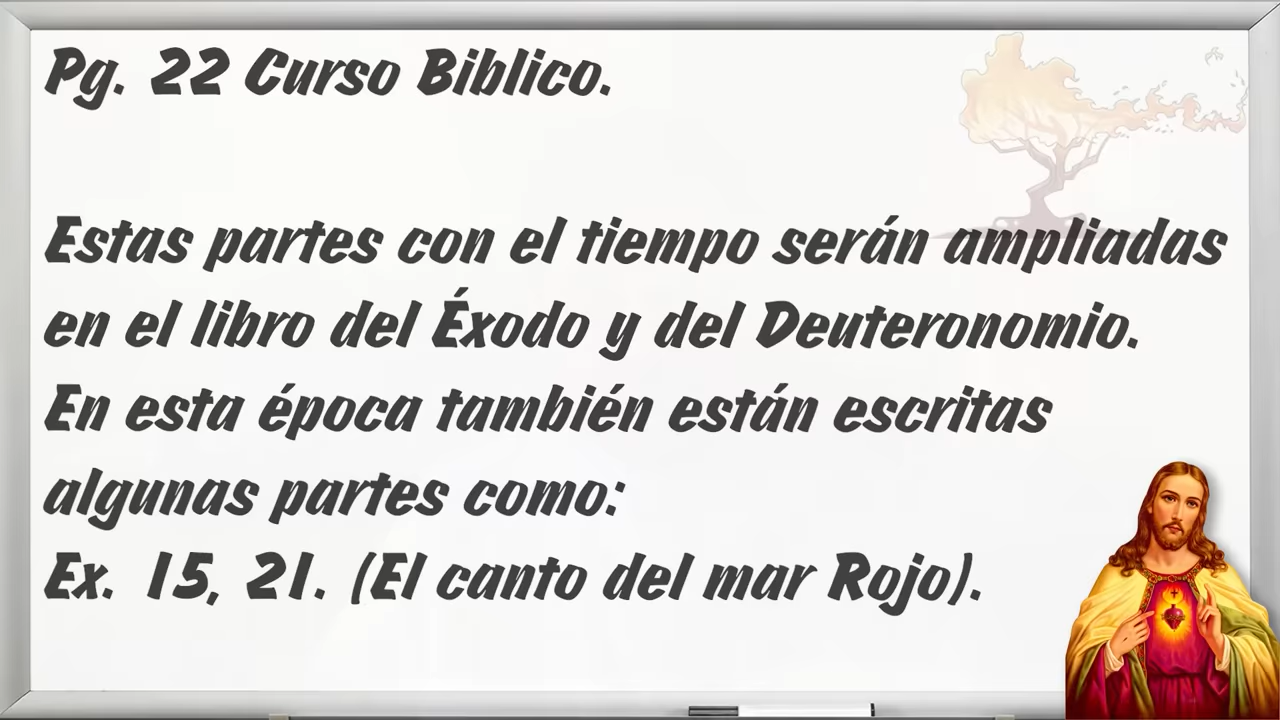 Pg. 22 Curso Biblico.
Estas partes con el tiempo serán ampliadas
en el libro del Éxodo y del Deuteronomio.
En esta época también están escritas
algunas partes como:
Ex. 15, 21. (El canto del mar Rojo).